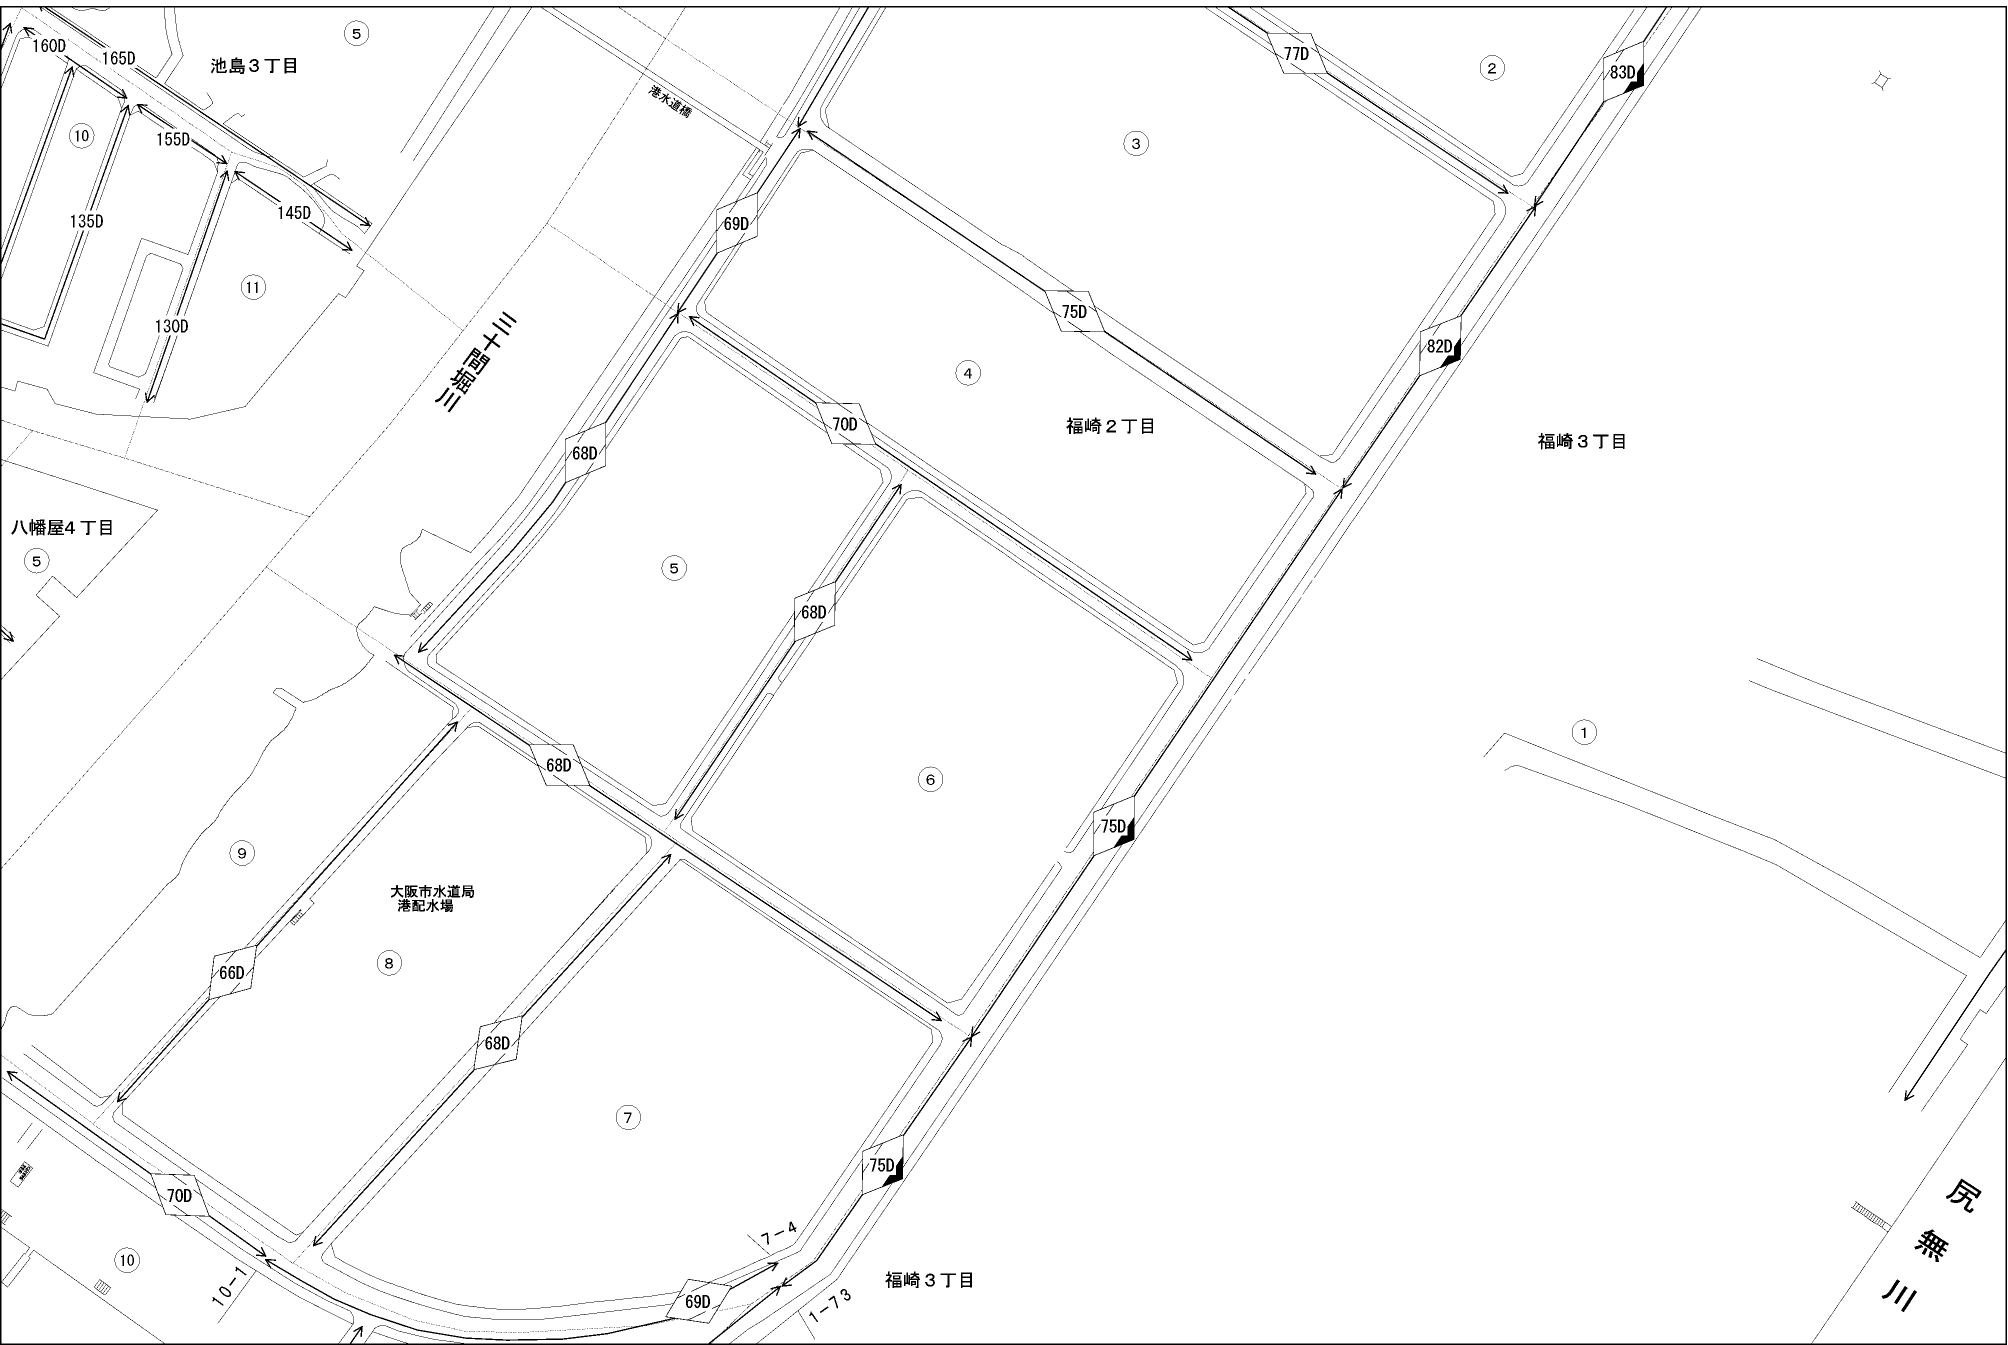 160D
165D
⑤
池島3丁目
77D
②
83D
港水道橋
⑩
155D
③
135D
145D
69D
⑪
130D
75D
三十間堀川
82D
④
70D
福崎2丁目
福崎3丁目
68D
八幡屋4丁目
⑤
⑤
68D
①
68D
⑥
75D
⑨
大阪市水道局
港配水場
⑧
66D
68D
⑦
75D
70D
尻無川
7-4
⑩
10-1
69D
福崎3丁目
1-73